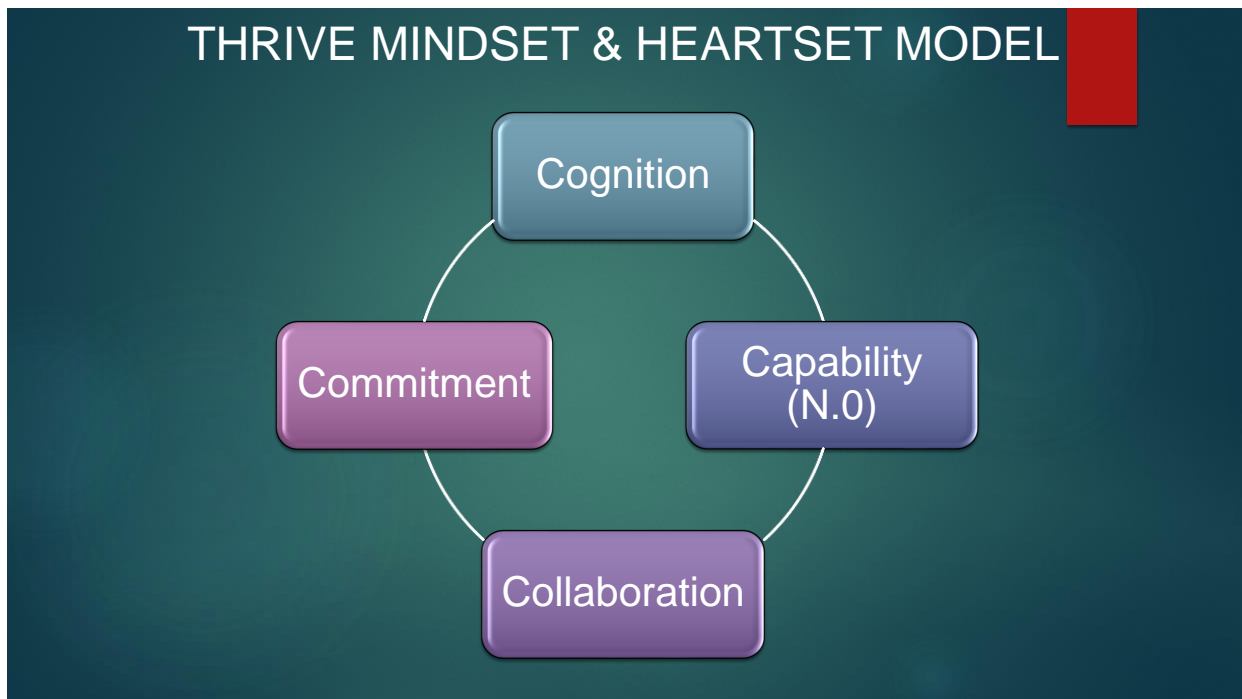 THRIVE MINDSET & HEARTSET MODEL
Cognition
Commitment
Capability
(N.0)
Collaboration